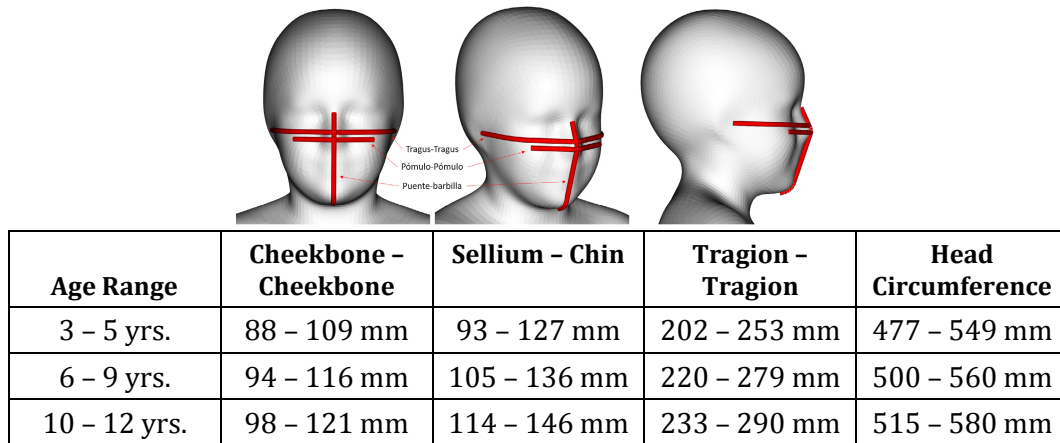 Tragus-Tragus
Pómulo-Pómulo
Puente-barbilla
Age Range
Cheekbone –
Cheekbone
Sellium – Chin
Tragion –
Tragion
Head
Circumference
3 – 5 yrs. 88 – 109 mm 93 – 127 mm 202 – 253 mm 477 – 549 mm
6 – 9 yrs. 94 – 116 mm 105 – 136 mm 220 – 279 mm 500 – 560 mm
10 – 12 yrs. 98 – 121 mm 114 – 146 mm 233 – 290 mm 515 – 580 mm